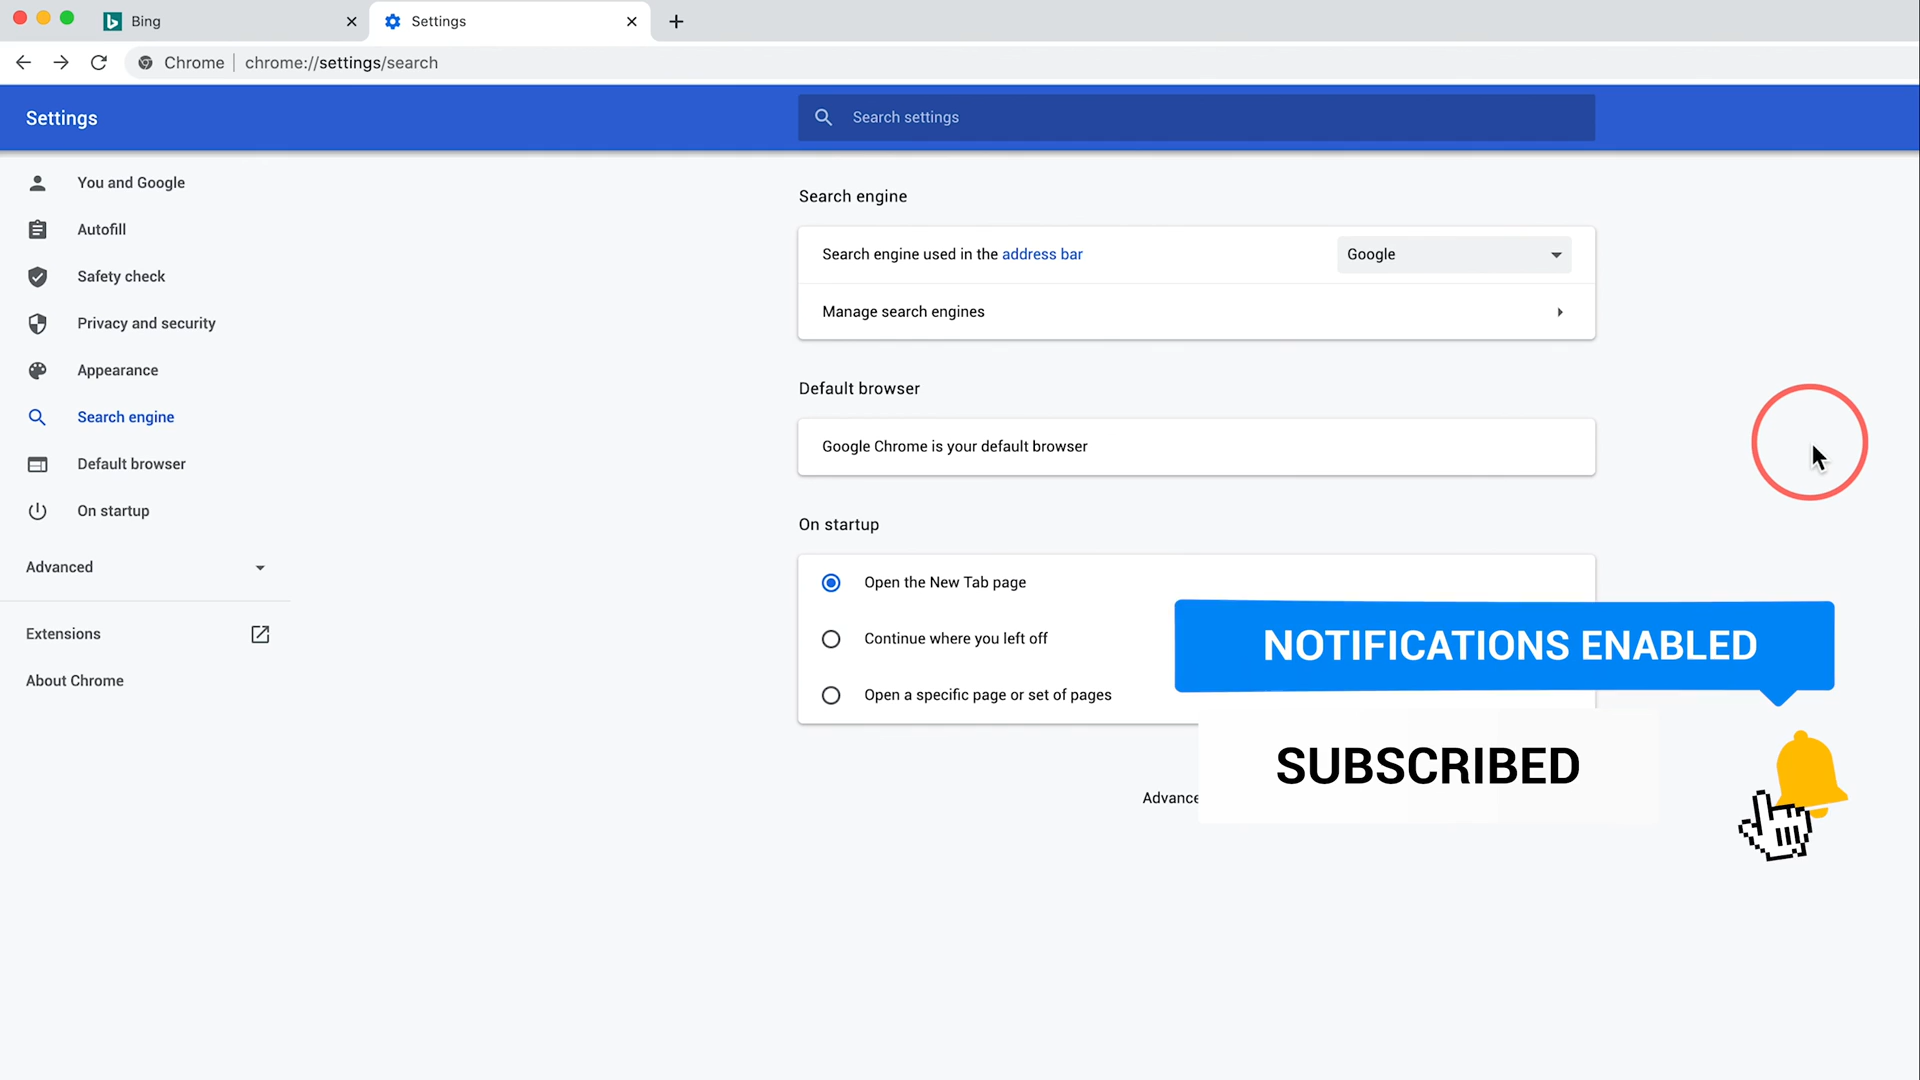 Bing
Settings
Chrome
chrome://settings/search
Settings
Search settings
You and Google
Autofill
Safety check
Privacy and security
Appearance
Search engine
Default browser
On startup
Advanced
Extensions
About Chrome
Search engine
Search engine used in the address bar
Google
Manage search engines
Default browser
Google Chrome is your default browser
On startup
Open the New Tab page
Continue where you left off
Open a specific page or set of pages
NOTIFICATIONS ENABLED
SUBSCRIBED
Advance